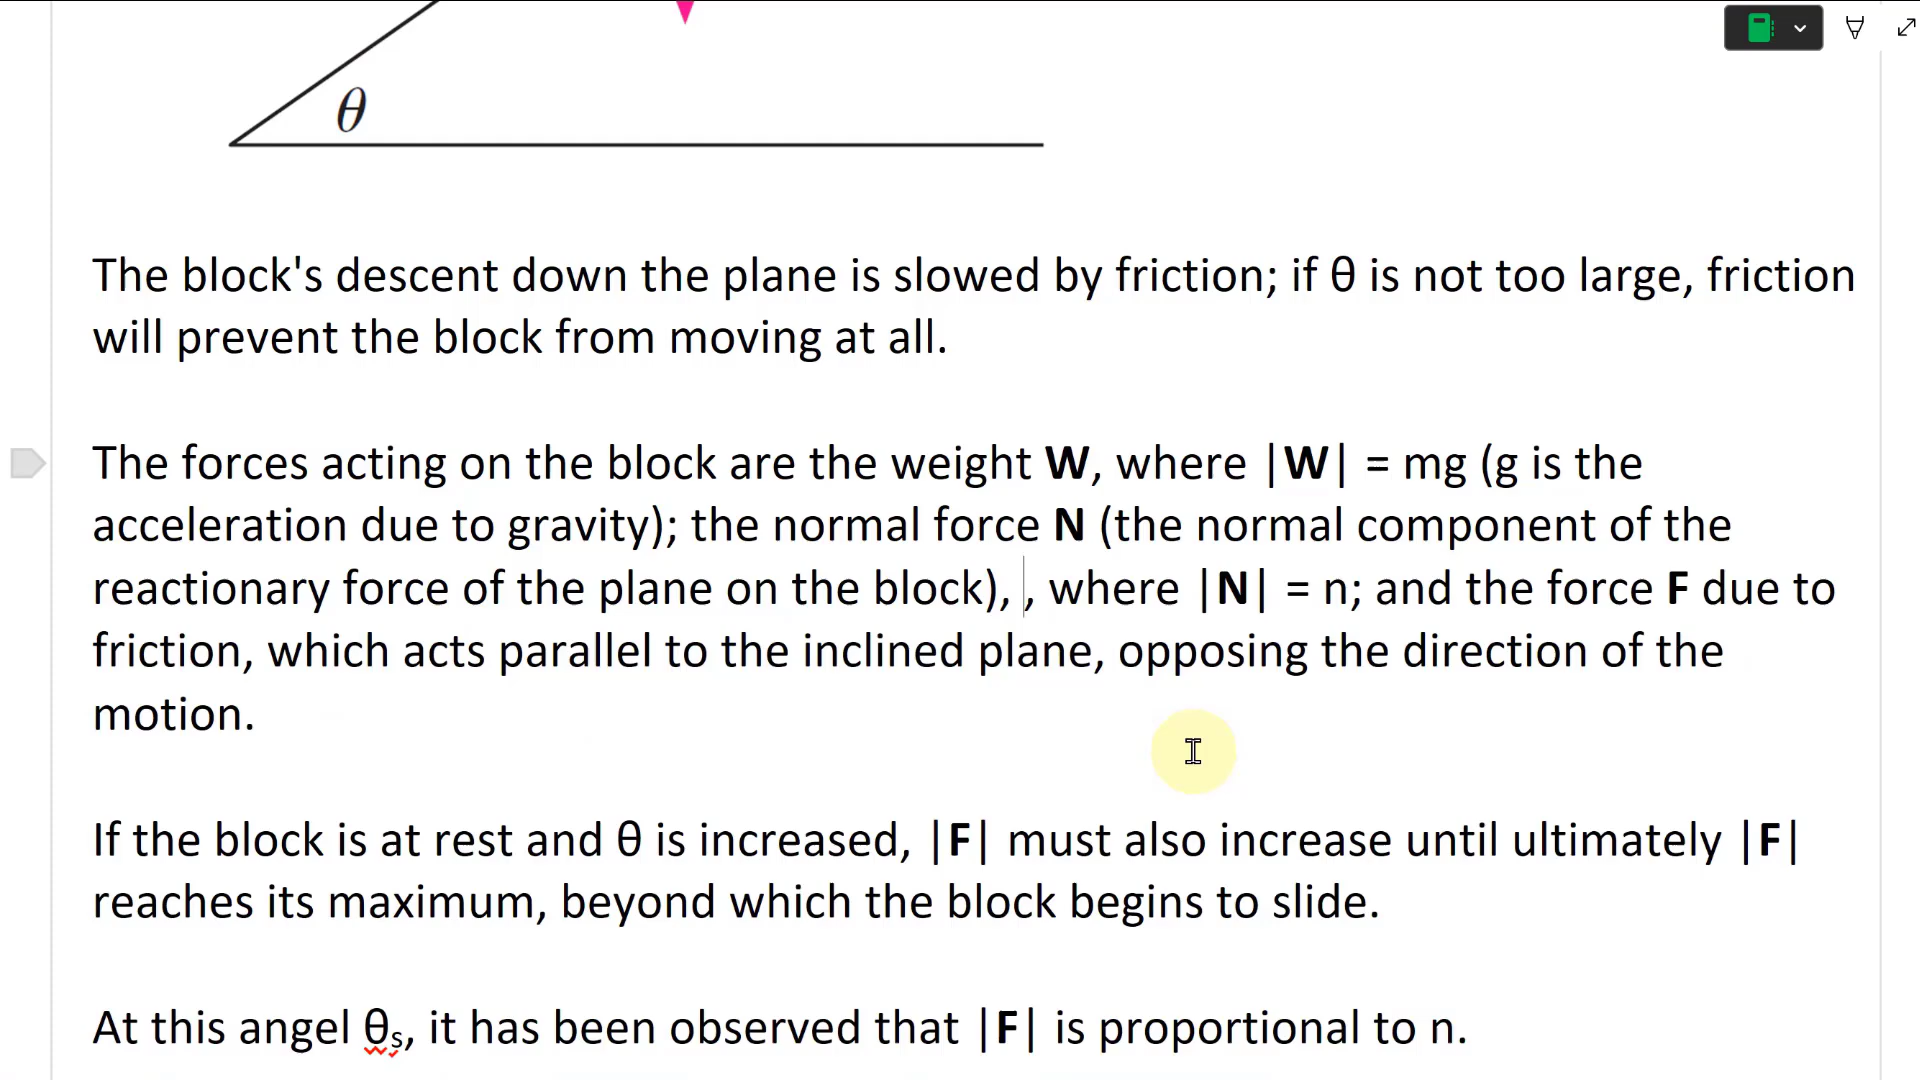 θ
The block's descent down the plane is slowed by friction; if θ is not too large, friction
will prevent the block from moving at all.
The forces acting on the block are the weight W, where |W| = mg (g is the
acceleration due to gravity); the normal force N (the normal component of the
reactionary force of the plane on the block), , where |N| = n; and the force F due to
friction, which acts parallel to the inclined plane, opposing the direction of the
motion.
If the block is at rest and θ is increased, |F| must also increase until ultimately |F|
reaches its maximum, beyond which the block begins to slide.
At this angel θₛ, it has been observed that |F| is proportional to n.